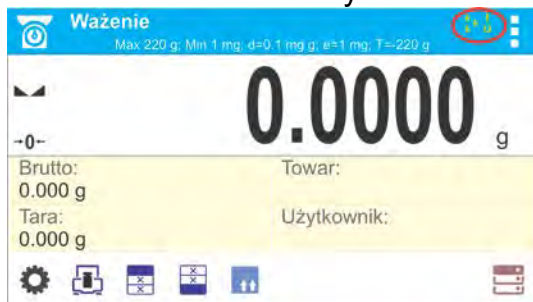 Ważenie
Max 220 g; Min 1 mg; d=0.1 mg g; e=1 mg; T=-220 g
→0←
0.0000 g
Brutto:
0.000 g
Towar:
Tara:
0.000 g
Użytkownik: